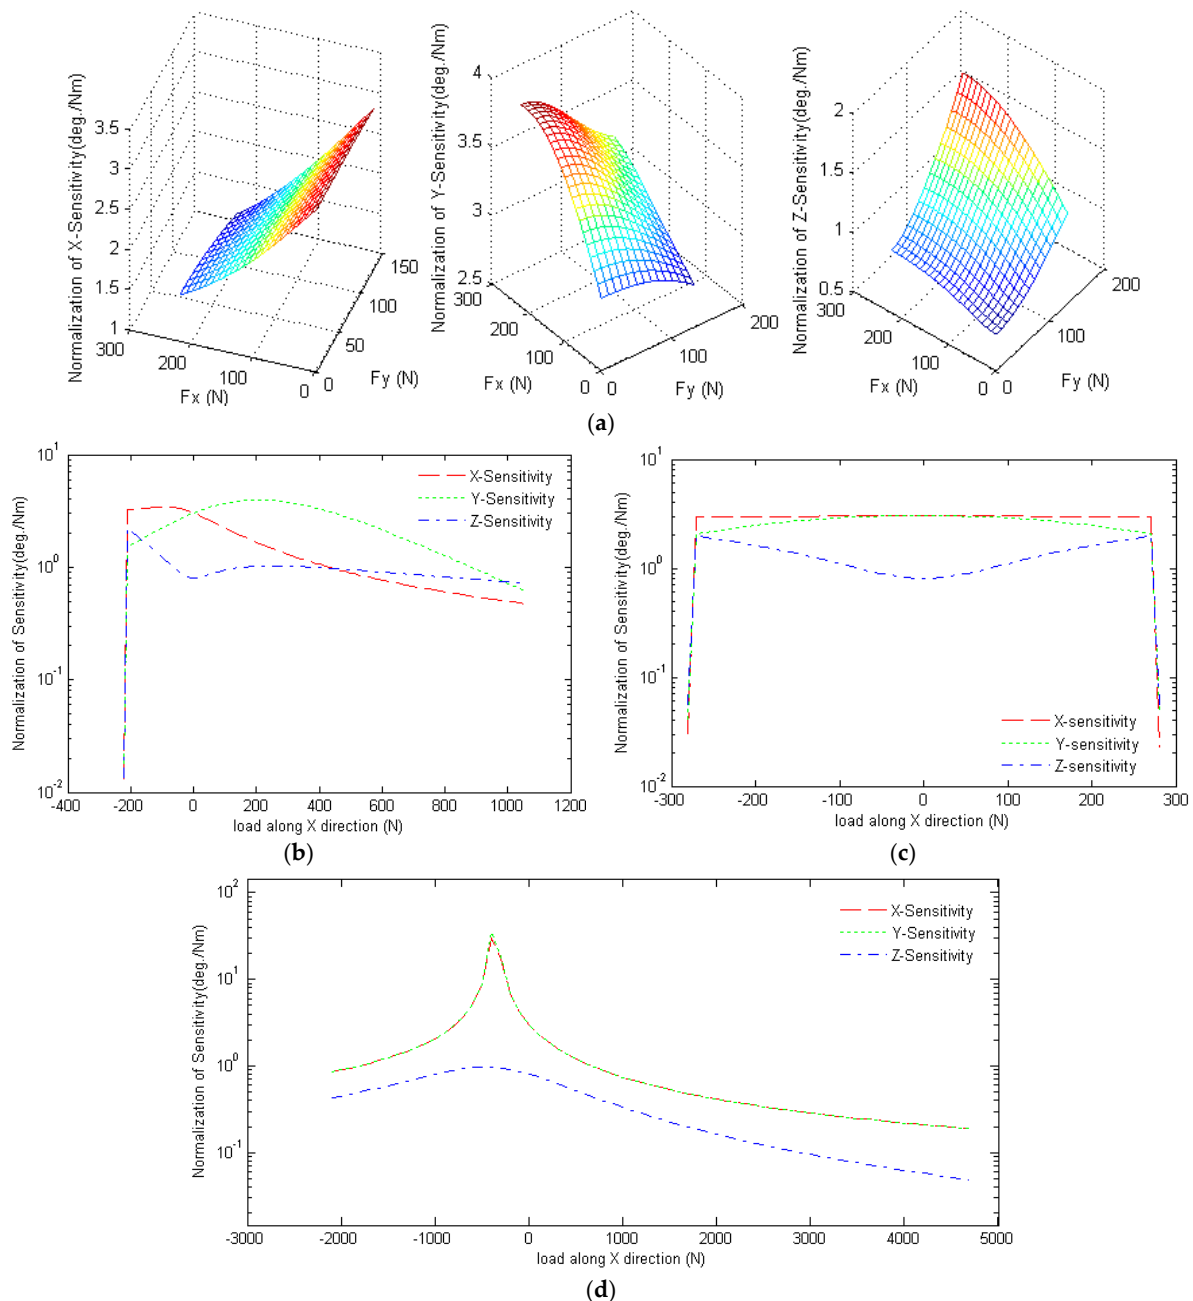 Normalization of X-Sensitivity(deg./Nm)
3.5
3
2.5
2
1.5
1
300
200
100
0
Fx (N)
0
50
100
150
Fy (N)
Normalization of Y-Sensitivity(deg./Nm)
4
3.5
3
2.5
300
200
100
0
Fx (N)
0
100
200
Fy (N)
Normalization of Z-Sensitivity(deg./Nm)
2
1.5
1
0.5
300
200
100
0
Fx (N)
0
100
200
Fy (N)
(a)
Normalization of Sensitivity(deg./Nm)
10^1
10^0
10^-1
10^-2
X-Sensitivity
Y-Sensitivity
Z-Sensitivity
-400 -200 0 200 400 600 800 1000 1200
load along X direction (N)
(b)
Normalization of Sensitivity(deg./Nm)
10^1
10^0
10^-1
10^-2
X-sensitivity
Y-sensitivity
Z-sensitivity
-300 -200 -100 0 100 200 300
load along X direction (N)
(c)
Normalization of Sensitivity(deg./Nm)
10^2
10^1
10^0
10^-1
X-Sensitivity
Y-Sensitivity
Z-Sensitivity
-3000 -2000 -1000 0 1000 2000 3000 4000 5000
load along X direction (N)
(d)